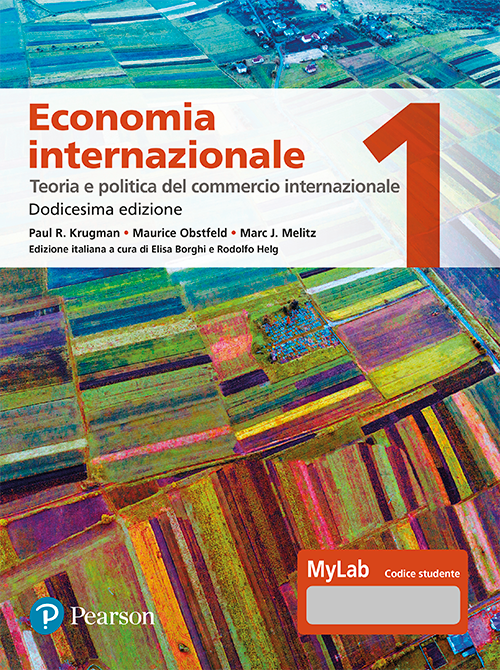 Economia
internazionale
1
Teoria e politica del commercio internazionale
Dodicesima edizione
Paul R. Krugman • Maurice Obstfeld • Marc J. Melitz
Edizione italiana a cura di Elisa Borghi e Rodolfo Helg
MyLab Codice studente
Pearson